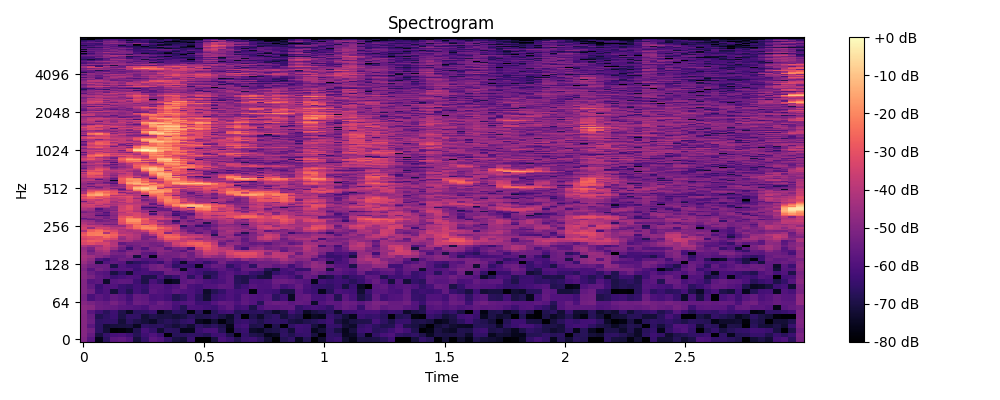 Spectrogram
Hz
4096
2048
1024
512
256
128
64
0
0
0.5
1
1.5
2
2.5
Time
+0 dB
-10 dB
-20 dB
-30 dB
-40 dB
-50 dB
-60 dB
-70 dB
-80 dB